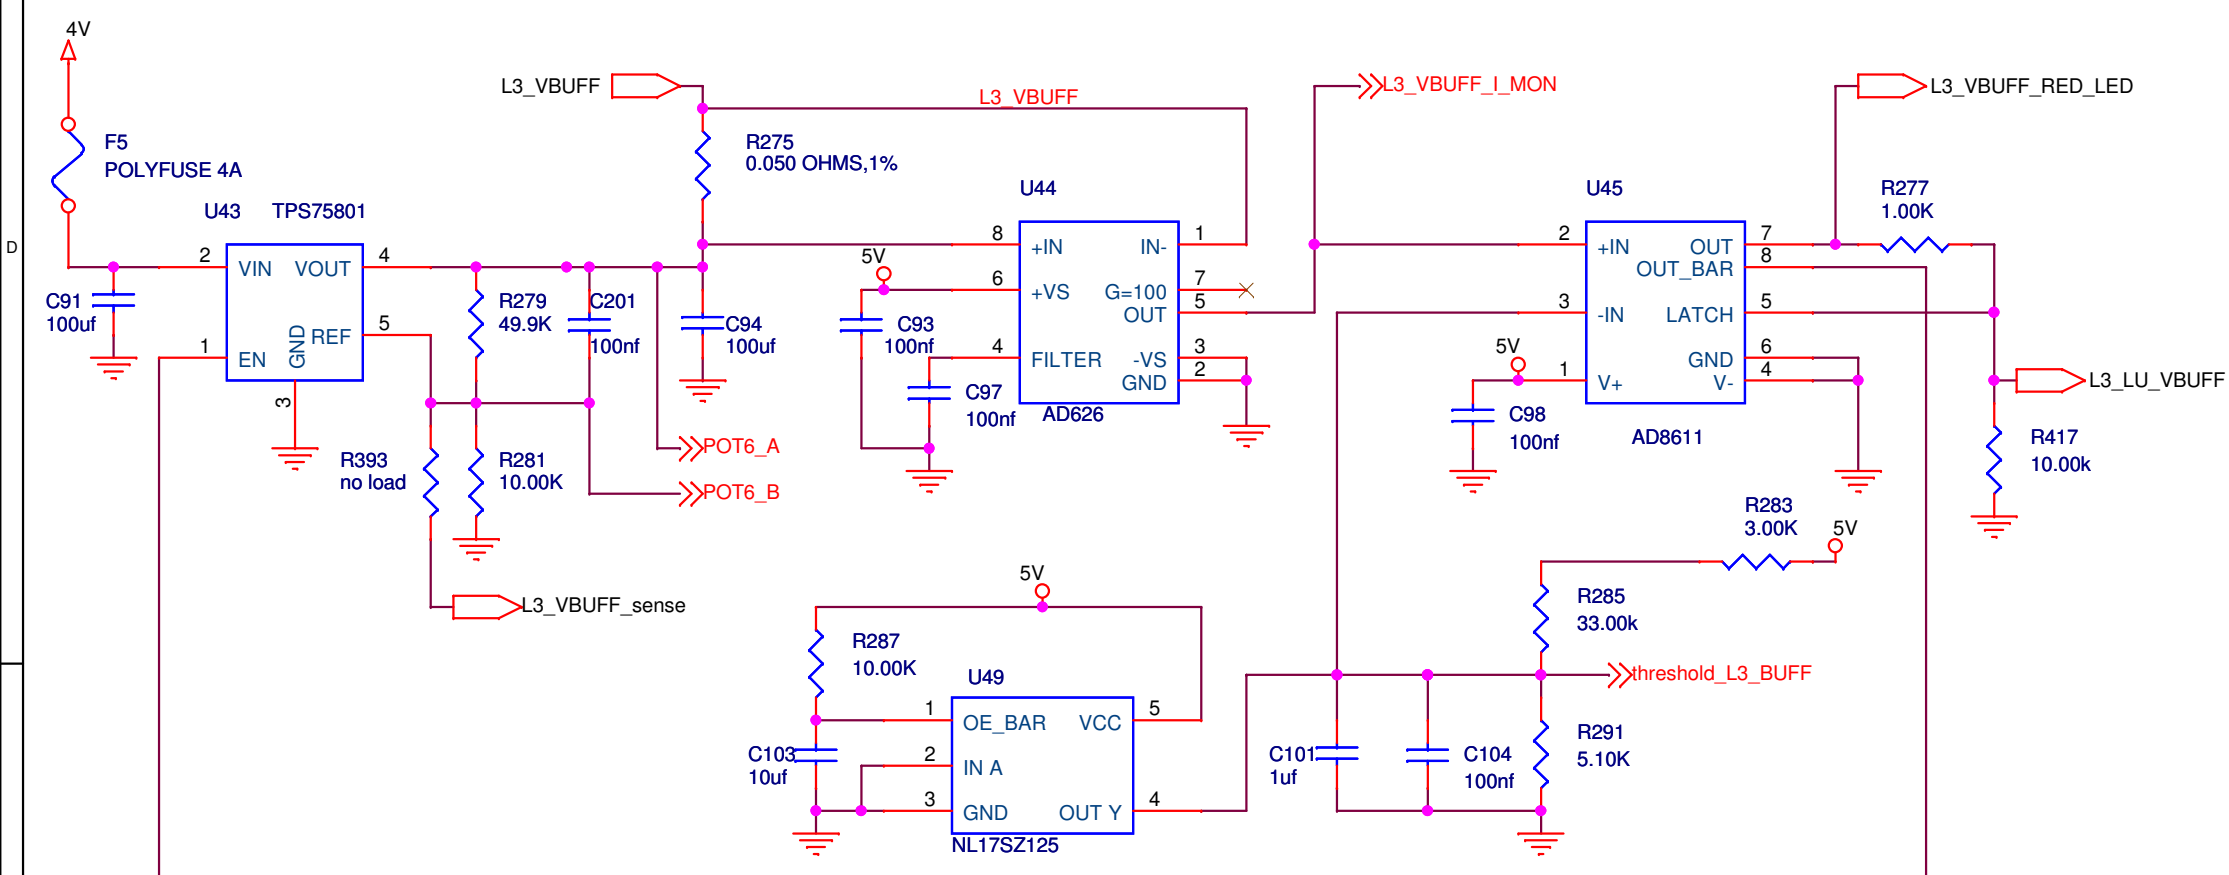 4V
L3_VBUFF
L3_VBUFF
L3_VBUFF_I_MON
L3_VBUFF_RED_LED
F5
POLYFUSE 4A
R275
0.050 OHMS,1%
U43 TPS75801
2
VIN
VOUT
4
REF
5
1
EN
GND
3
C91
100uf
R279
49.9K
C201
100nf
C94
100uf
R393
no load
R281
10.00K
POT6_A
POT6_B
L3_VBUFF_sense
U44
8
+IN
IN-
1
5V
6
+VS
G=100
7
OUT
5
4
FILTER
-VS
3
GND
2
AD626
C93
100nf
C97
100nf
U45
2
+IN
OUT
7
OUT_BAR
8
3
-IN
LATCH
5
GND
6
5V
1
V+
V-
4
AD8611
C98
100nf
R277
1.00K
L3_LU_VBUFF
R417
10.00k
D
R283
3.00K
5V
R285
33.00k
threshold_L3_BUFF
R291
5.10K
C101
1uf
C104
100nf
5V
R287
10.00K
U49
1
OE_BAR
VCC
5
2
IN A
3
GND
OUT Y
4
NL17SZ125
C103
10uf